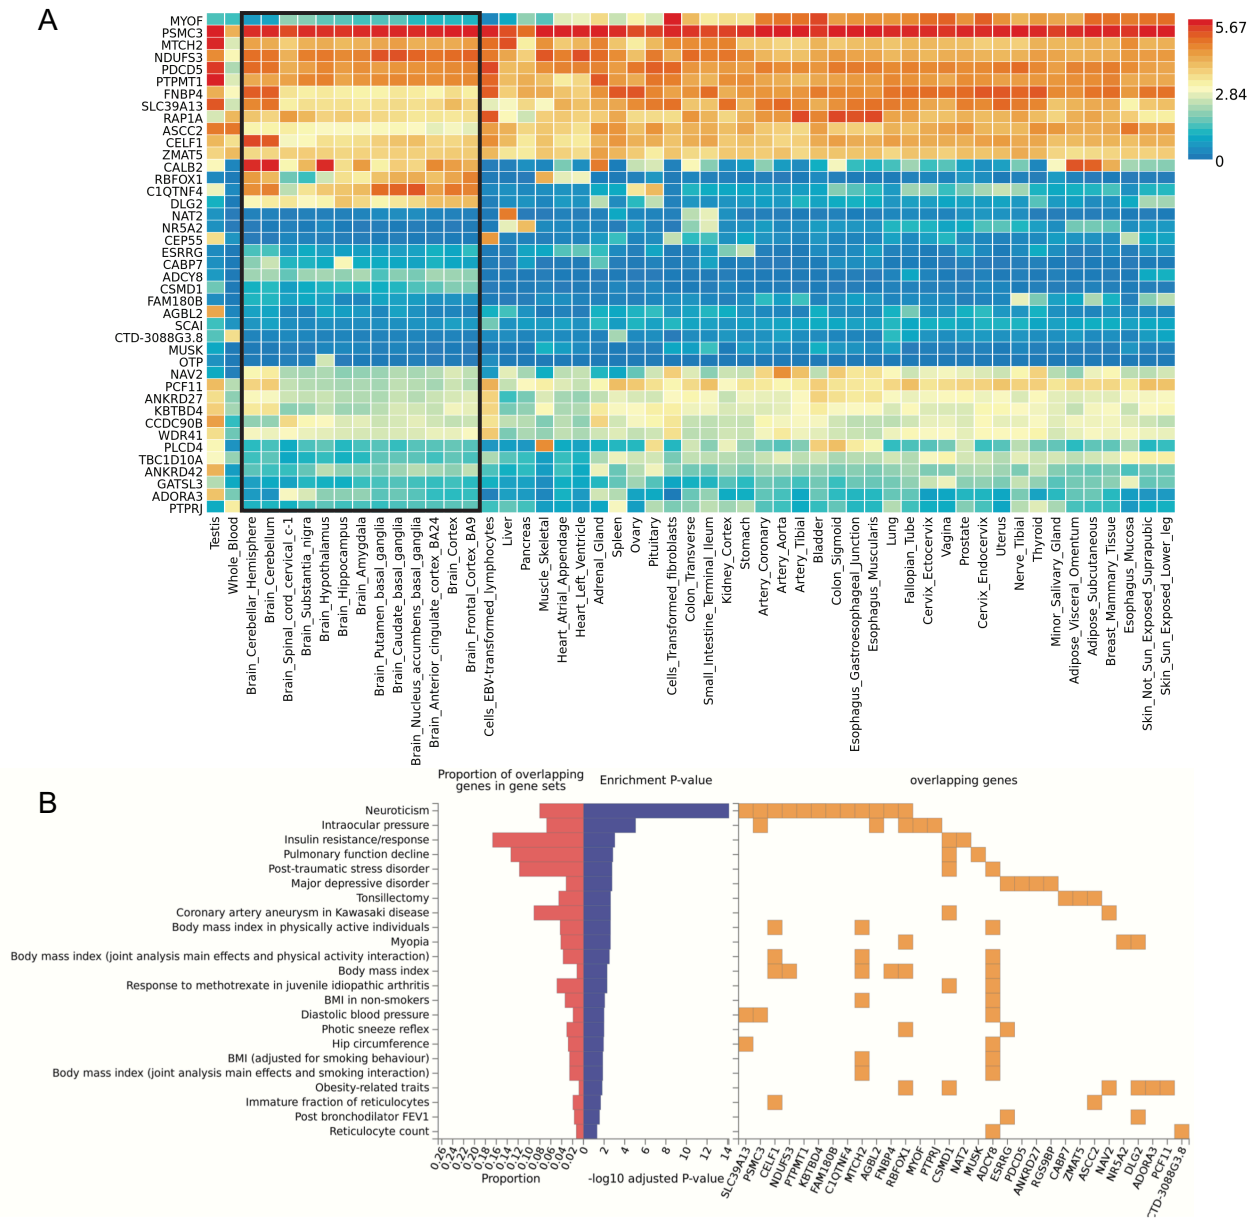 A
MYOF
PSMC3
MTCH2
NDUFS3
PDCD5
PTPMT1
FNBP4
SLC39A13
RAP1A
ASCC2
CELF1
ZMAT5
CALB2
RBFOX1
C1QTNF4
DLG2
NAT2
NR5A2
CEP55
ESRRG
CABP7
ADCY8
CSMD1
FAM180B
AGBL2
SCAI
CTD-3088G3.8
MUSK
OTP
NAV2
PCF11
ANKRD27
KBTBD4
CCDC90B
WDR41
PLCD4
TBC1D10A
ANKRD42
GATSL3
ADORA3
PTPRJ
5.67
2.84
0
Testis
Whole_Blood
Brain_Cerebellar_Hemisphere
Brain_Cerebellum
Brain_Spinal_cord_cervical_c-1
Brain_Substantia_nigra
Brain_Hypothalamus
Brain_Hippocampus
Brain_Amygdala
Brain_Putamen_basal_ganglia
Brain_Caudate_basal_ganglia
Brain_Nucleus_accumbens_basal_ganglia
Brain_Anterior_cingulate_cortex_BA24
Brain_Cortex
Brain_Frontal_Cortex_BA9
Cells_EBV-transformed_lymphocytes
Liver
Pancreas
Muscle_Skeletal
Heart_Atrial_Appendage
Heart_Left_Ventricle
Adrenal_Gland
Spleen
Ovary
Pituitary
Cells_Transformed_fibroblasts
Colon_Transverse
Small_Intestine_Terminal_Ileum
Kidney_Cortex
Stomach
Artery_Coronary
Artery_Aorta
Artery_Tibial
Bladder
Colon_Sigmoid
Esophagus_Gastroesophageal_Junction
Esophagus_Muscularis
Lung
Fallopian_Tube
Cervix_Ectocervix
Vagina
Prostate
Cervix_Endocervix
Uterus
Nerve_Tibial
Thyroid
Minor_Salivary_Gland
Adipose_Visceral_Omentum
Adipose_Subcutaneous
Breast_Mammary_Tissue
Esophagus_Mucosa
Skin_Not_Sun_Exposed_Suprapubic
Skin_Sun_Exposed_Lower_leg
B
Proportion of overlapping
genes in gene sets
Enrichment P-value
overlapping genes
Neuroticism
Intraocular pressure
Insulin resistance/response
Pulmonary function decline
Post-traumatic stress disorder
Major depressive disorder
Tonsillectomy
Coronary artery aneurysm in Kawasaki disease
Body mass index in physically active individuals
Myopia
Body mass index (joint analysis main effects and physical activity interaction)
Body mass index
Response to methotrexate in juvenile idiopathic arthritis
BMI in non-smokers
Diastolic blood pressure
Photic sneeze reflex
Hip circumference
BMI (adjusted for smoking behaviour)
Body mass index (joint analysis main effects and smoking interaction)
Obesity-related traits
Immature fraction of reticulocytes
Post bronchodilator FEV1
Reticulocyte count
0.26 0.24 0.22 0.20 0.18 0.16 0.14 0.12 0.10 0.08 0.06 0.04 0.02 0 2 4 6 8 10 12 14
Proportion
-log10 adjusted P-value
SLC39A13
PSMC3
CELF1
NDUFS3
PTPMT1
KBTBD4
FAM180B
C1QTNF4
MTCH2
AGBL2
FNBP4
RBFOX1
MYOF
PTPRJ
CSMD1
NAT2
MUSK
ADCY8
ESRRG
PDCD5
ANKRD27
RGS9BP
CABP7
ZMAT5
ASCC2
NAV2
NR5A2
DLG2
ADORA3
PCF11
CTD-3088G3.8